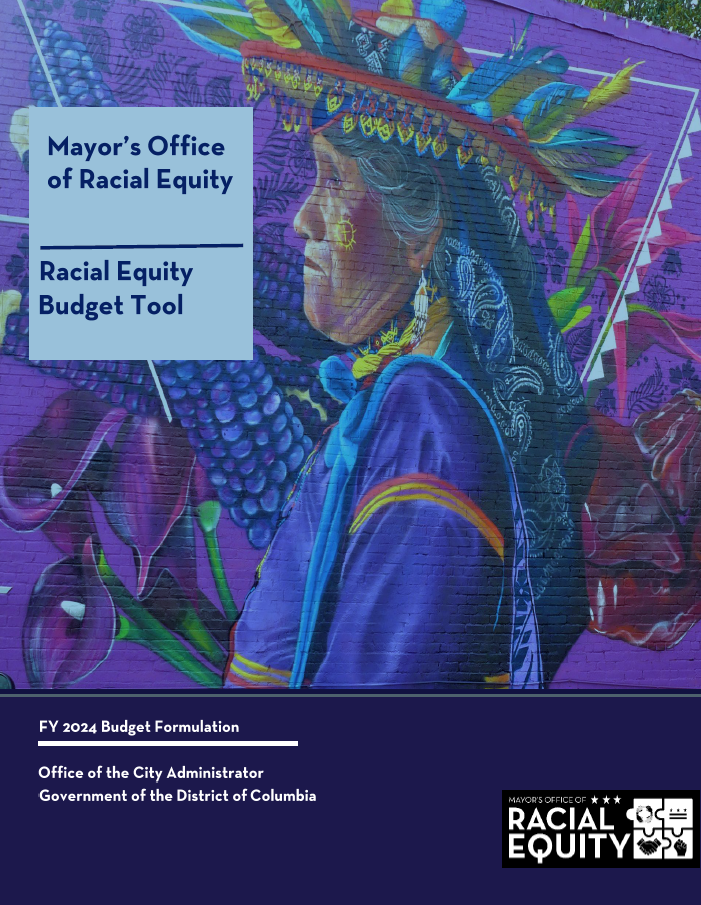 Mayor's Office
of Racial Equity
Racial Equity
Budget Tool
FY 2024 Budget Formulation
Office of the City Administrator
Government of the District of Columbia
MAYOR'S OFFICE OF
RACIAL
EQUITY